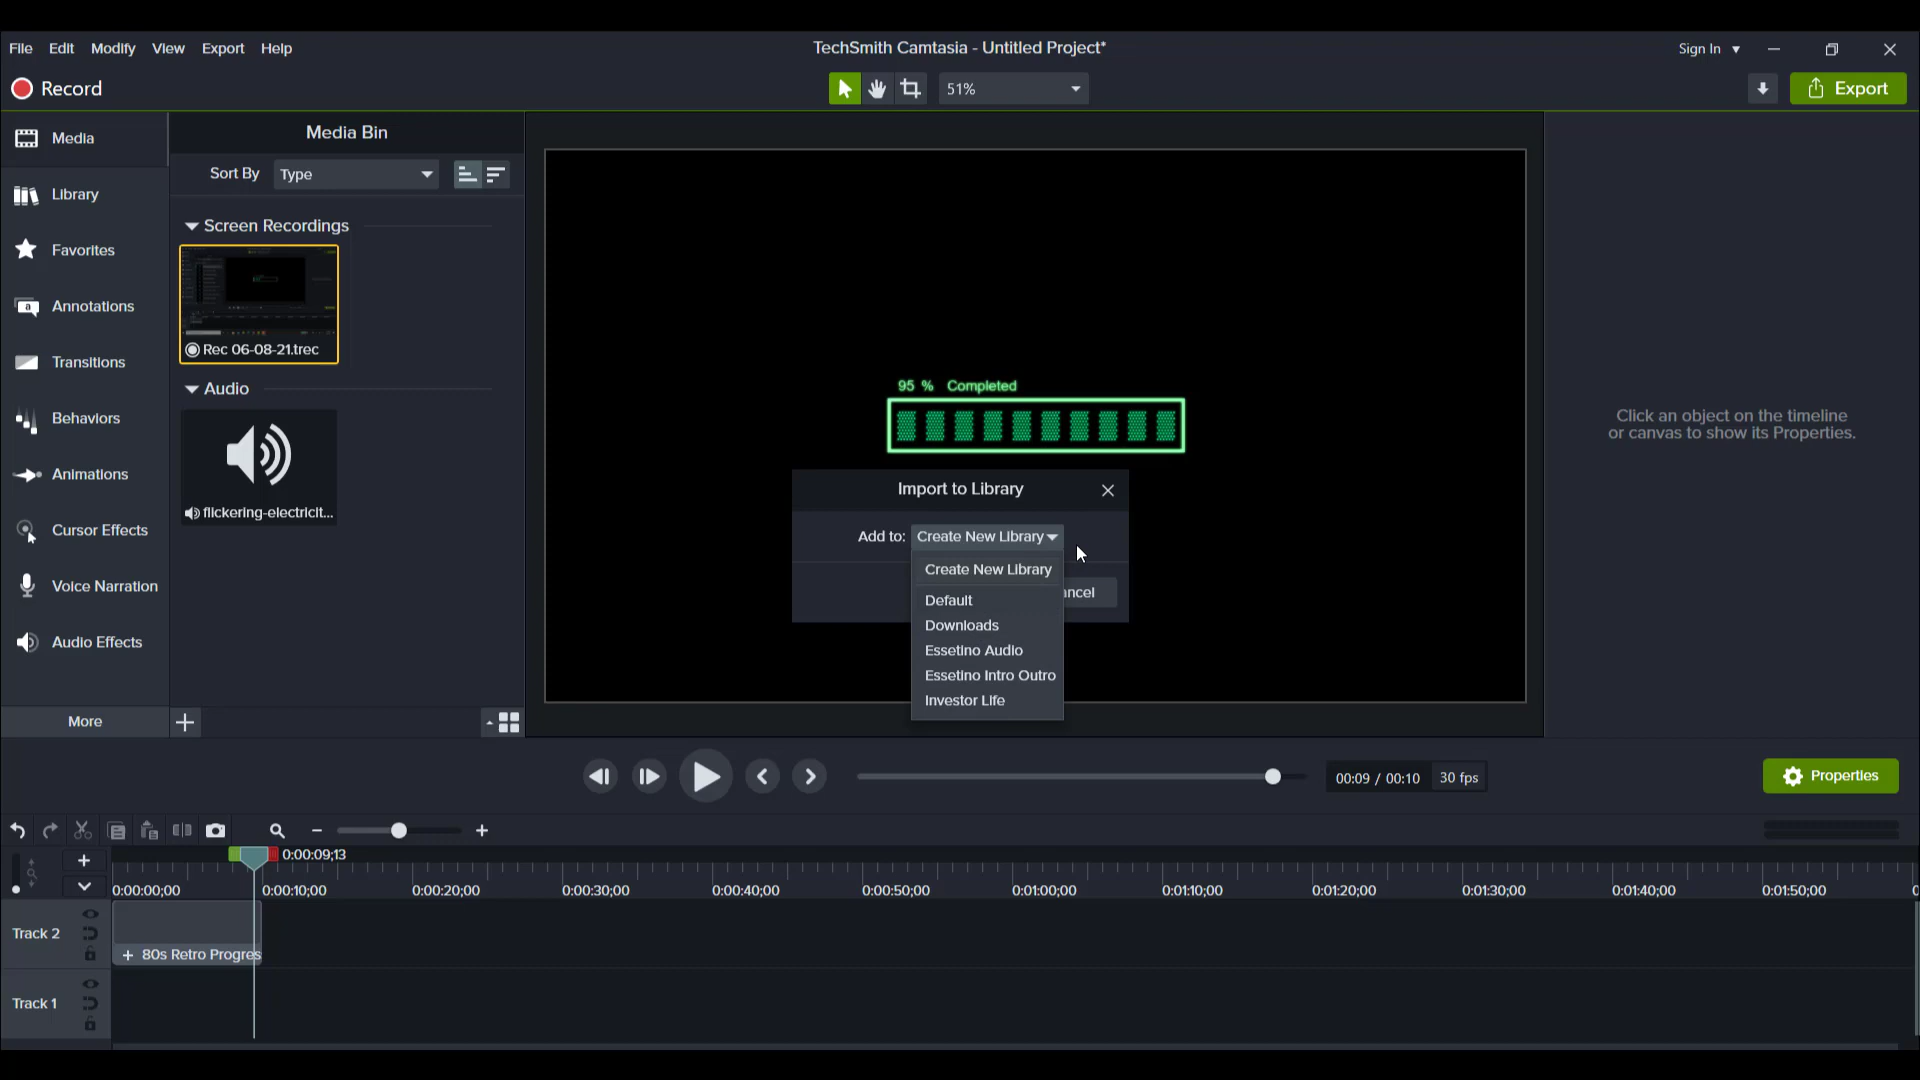 File Edit Modify View Export Help
TechSmith Camtasia - Untitled Project*
Sign In
Record
51%
Export
Media
Library
Favorites
Annotations
Transitions
Behaviors
Animations
Cursor Effects
Voice Narration
Audio Effects
More
Media Bin
Sort By Type
Screen Recordings
Rec 06-08-21.trec
Audio
flickering-electricit...
95 % Completed
Import to Library
Add to: Create New Library
Create New Library
Default
Downloads
Essetino Audio
Essetino Intro Outro
Investor Life
ancel
Click an object on the timeline
or canvas to show its Properties.
00:09 / 00:10 30 fps
Properties
0:00:09;13
0:00:00;00 0:00:10;00 0:00:20;00 0:00:30;00 0:00:40;00 0:00:50;00 0:01:00;00 0:01:10;00 0:01:20;00 0:01:30;00 0:01:40;00 0:01:50;00
Track 2
+ 80s Retro Progres
Track 1